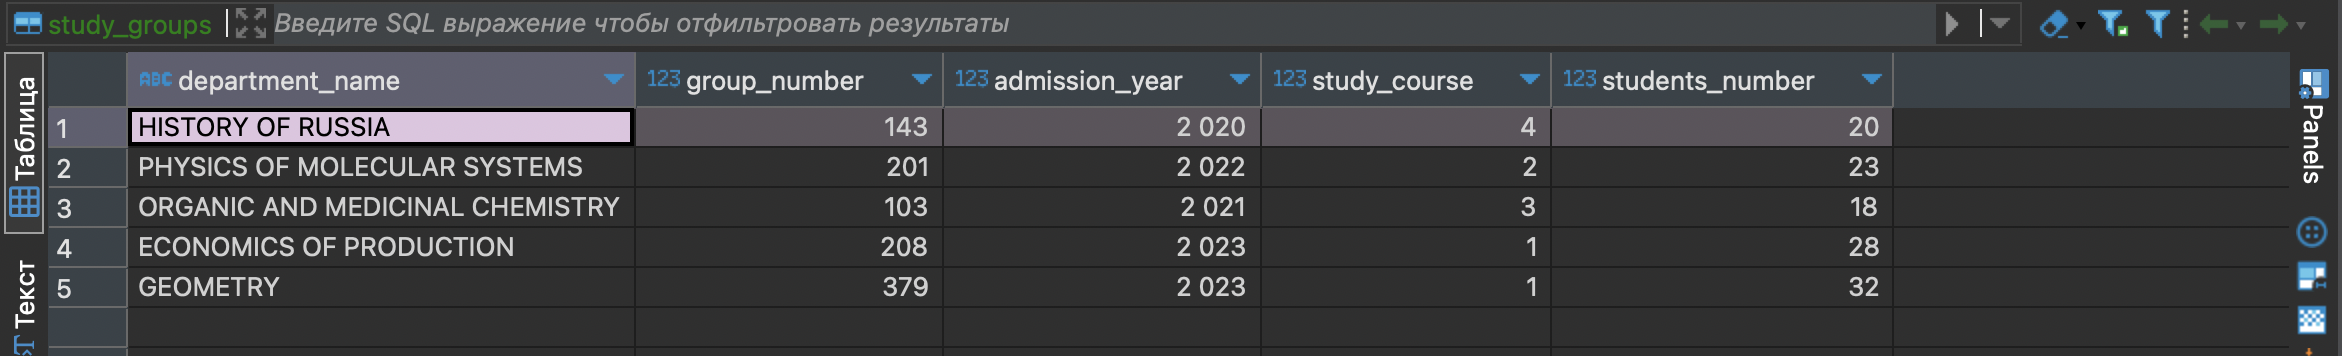 study_groups Введите SQL выражение чтобы отфильтровать результаты
Таблица
Текст
ABC department_name 123 group_number 123 admission_year 123 study_course 123 students_number
1 HISTORY OF RUSSIA 143 2 020 4 20
2 PHYSICS OF MOLECULAR SYSTEMS 201 2 022 2 23
3 ORGANIC AND MEDICINAL CHEMISTRY 103 2 021 3 18
4 ECONOMICS OF PRODUCTION 208 2 023 1 28
5 GEOMETRY 379 2 023 1 32
Panels